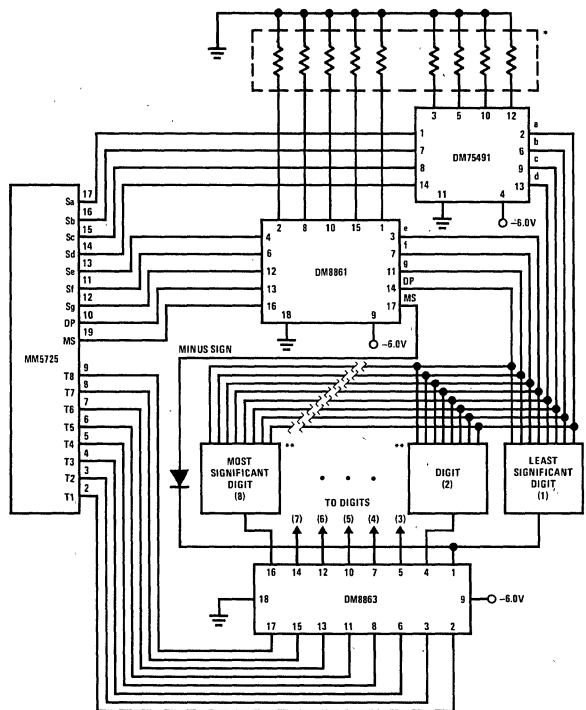 *
3 5 10 12
1 2 a
7 6 b
DM75491
8 9 c
14 13 d
11 4
-6.0V
17
Sa
16
Sb
15
Sc
14
Sd
13
Se
11
Sf
12
Sg
10
DP
19
MS
MM5725
9
T8
8
T7
7
T6
6
T5
5
T4
4
T3
3
T2
2
T1
2 8 10 15 1
4 3 e
6 7 f
DM8861
12 11 g
13 14 DP
16 17 MS
18 9
-6.0V
MINUS SIGN
MOST
SIGNIFICANT
DIGIT
(8)
TO DIGITS
DIGIT
(2)
LEAST
SIGNIFICANT
DIGIT
(1)
(7) (6) (5) (4) (3)
16 14 12 10 7 5 4 1
18 DM8863 9 -6.0V
17 15 13 11 8 6 3 2